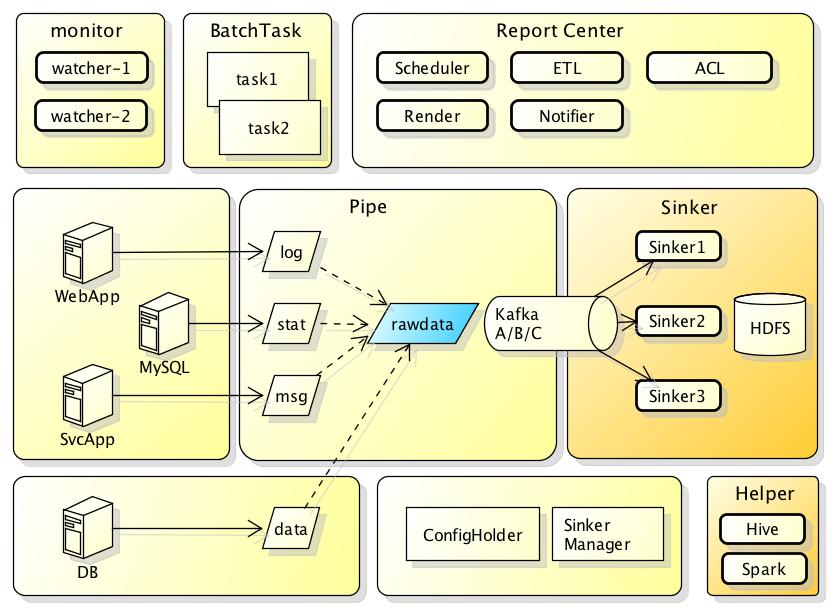 monitor
watcher-1
watcher-2
BatchTask
task1
task2
Report Center
Scheduler
ETL
ACL
Render
Notifier
WebApp
MySQL
SvcApp
Pipe
log
stat
msg
rawdata
Kafka
A/B/C
Sinker
Sinker1
Sinker2
Sinker3
HDFS
DB
data
ConfigHolder
Sinker
Manager
Helper
Hive
Spark